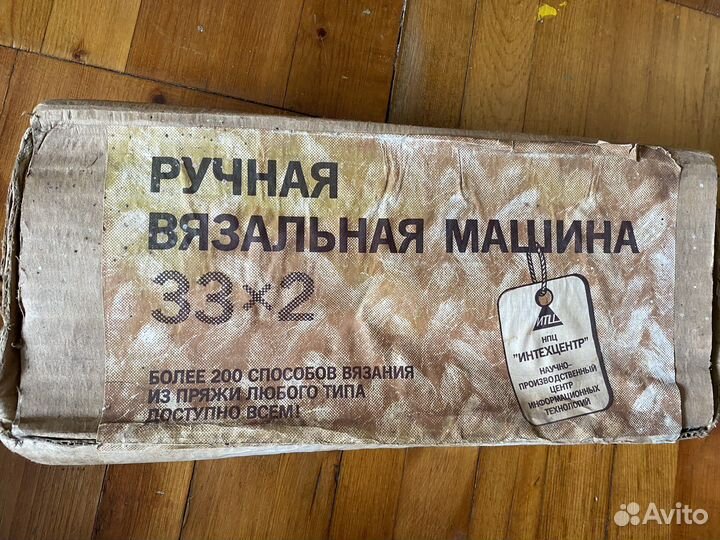 РУЧНАЯ
ВЯЗАЛЬНАЯ МАШИНА
33×2
БОЛЕЕ 200 СПОСОБОВ ВЯЗАНИЯ
ИЗ ПРЯЖИ ЛЮБОГО ТИПА
ДОСТУПНО ВСЕМ!
ИТЦ
НПЦ
"ИНТЕХЦЕНТР"
НАУЧНО-
ПРОИЗВОДСТВЕННЫЙ
ЦЕНТР
ИНФОРМАЦИОННЫХ
ТЕХНОЛОГИЙ
Avito